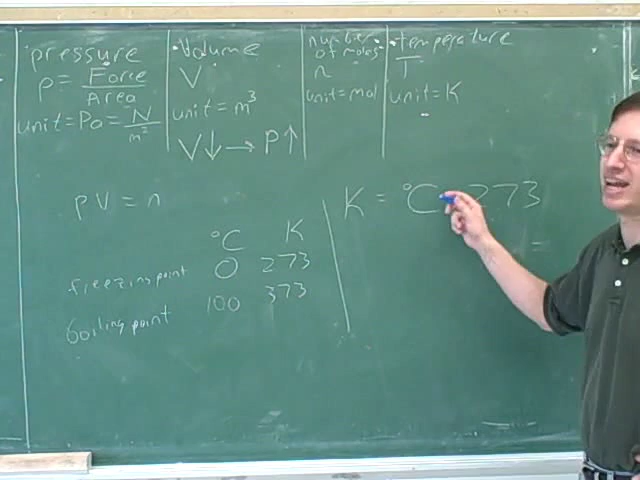 pressure
p = Force
Area
unit = Pa = N
m²
Volume
V
unit = m³
V↓ → P↑
number
of moles
n
unit = mol
temperature
T
unit = K
PV = n
°C K
freezing point 0 273
boiling point 100 373
K = °C 273